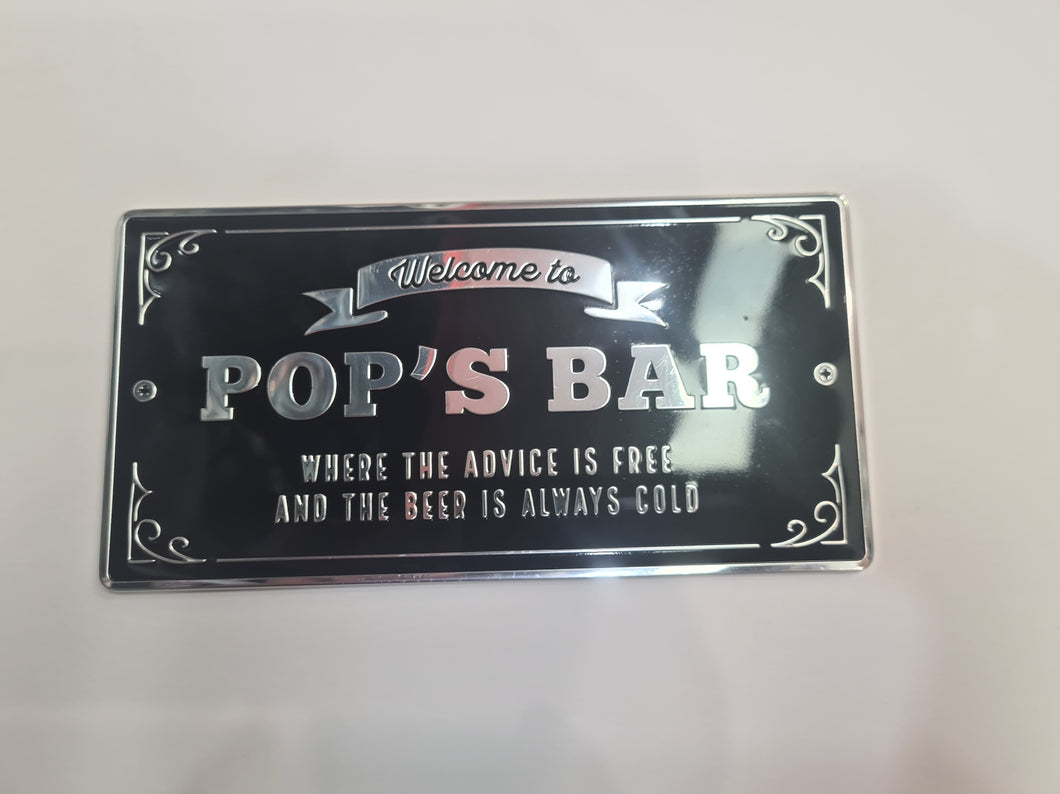 Welcome to
POP'S BAR
WHERE THE ADVICE IS FREE
AND THE BEER IS ALWAYS COLD